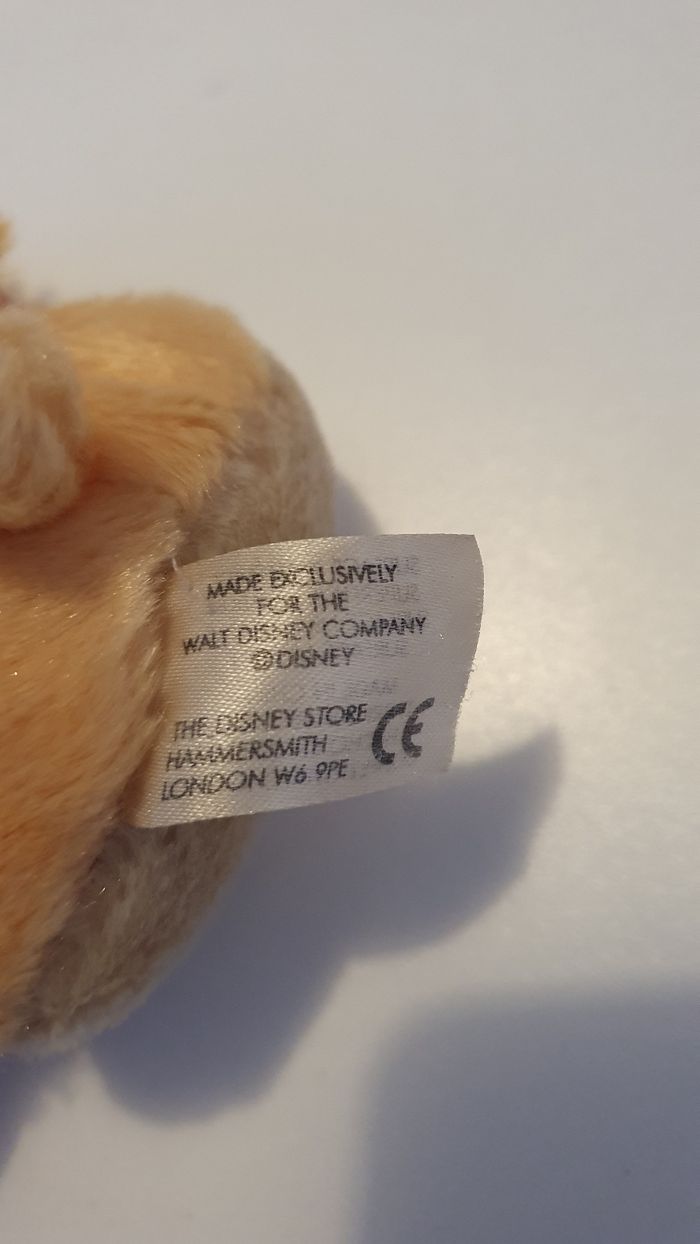 MADE EXCLUSIVELY
FOR THE
WALT DISNEY COMPANY
©DISNEY
THE DISNEY STORE
HAMMERSMITH
LONDON W6 9PE
CE